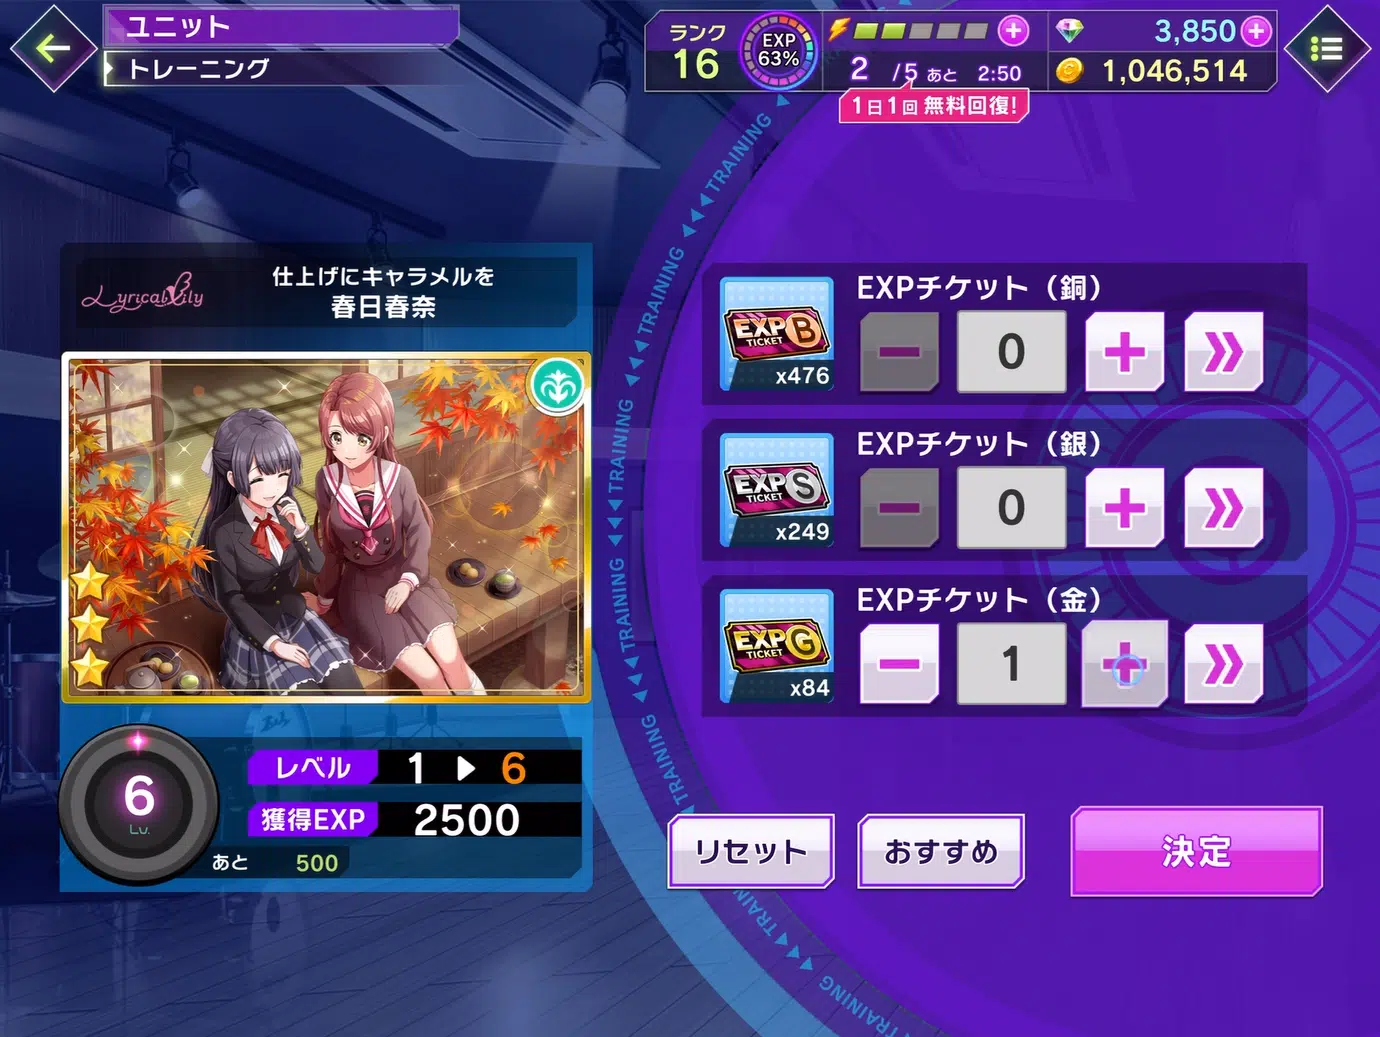 ユニット
トレーニング
ランク
16
EXP
63%
2 /5 あと 2:50
1日1回 無料回復!
3,850
1,046,514
Lyrical Lily
仕上げにキャラメルを
春日春奈
6
Lv.
レベル 1 ▶ 6
獲得EXP 2500
あと 500
TRAINING
TRAINING
TRAINING
TRAINING
TRAINING
TRAINING
TRAINING
EXPチケット（銅）
EXP B
TICKET
x476
0
EXPチケット（銀）
EXP S
TICKET
x249
0
EXPチケット（金）
EXP G
TICKET
x84
1
リセット
おすすめ
決定